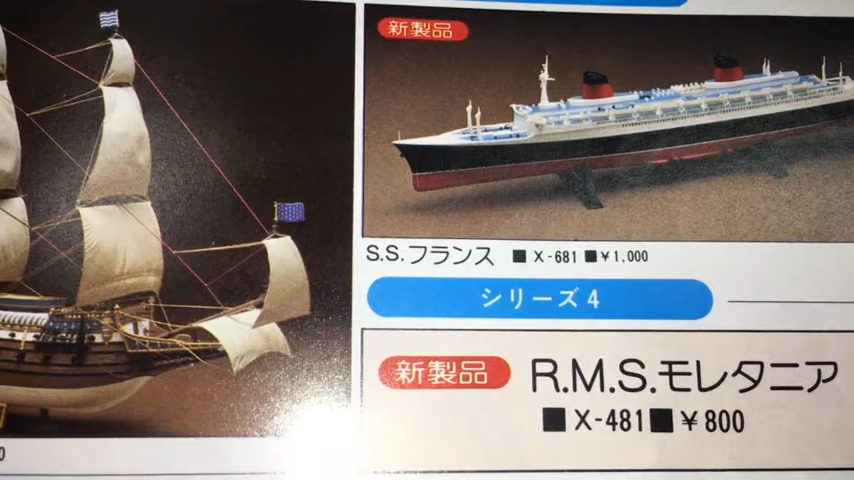 新製品
S.S.フランス ■X-681■¥1,000
シリーズ4
新製品 R.M.S.モレタニア
■X-481■¥800
0